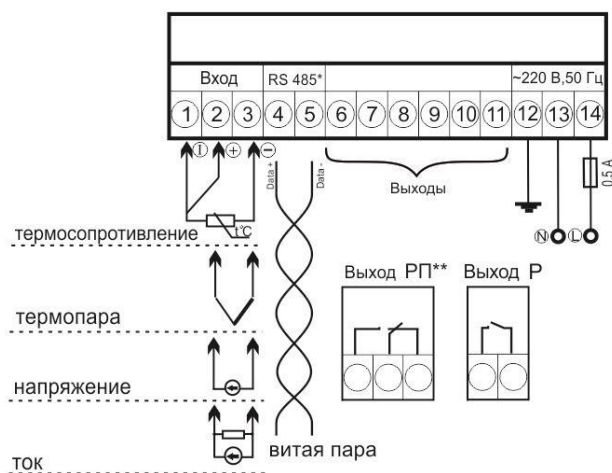 Вход RS 485* ~220 В,50 Гц
1 2 3 4 5 6 7 8 9 10 11 12 13 14
I + −
Data +
Data -
Выходы
0,5 А
N L
t°C
термосопротивление
Выход РП** Выход Р
термопара
напряжение
витая пара
ток